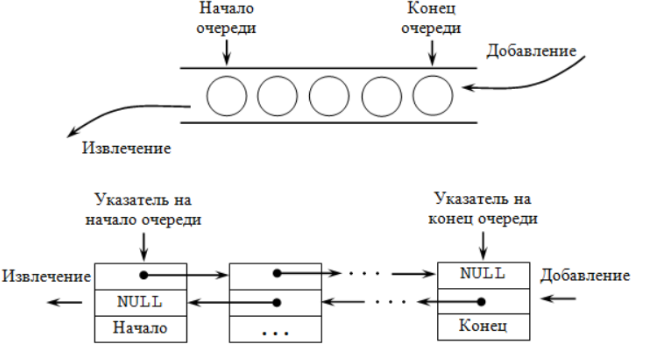 Начало
очереди
Конец
очереди
Добавление
Извлечение
Указатель на
начало очереди
Указатель на
конец очереди
Извлечение
NULL
Начало
...
...
...
NULL
Конец
Добавление